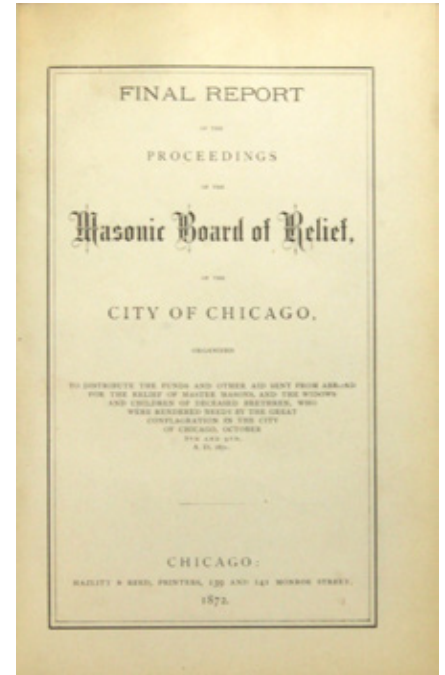 FINAL REPORT
OF THE
PROCEEDINGS
OF THE
Masonic Board of Relief,
OF THE
CITY OF CHICAGO,
ORGANIZED
TO DISTRIBUTE THE FUNDS AND OTHER AID SENT FROM ABROAD
FOR THE RELIEF OF MASTER MASONS, AND THE WIDOWS
AND CHILDREN OF DECEASED BRETHREN, WHO
WERE RENDERED NEEDY BY THE GREAT
CONFLAGRATION IN THE CITY
OF CHICAGO, OCTOBER
8TH AND 9TH,
A. D. 1871.
CHICAGO:
HAZLITT & REED, PRINTERS, 139 AND 141 MONROE STREET.
1872.